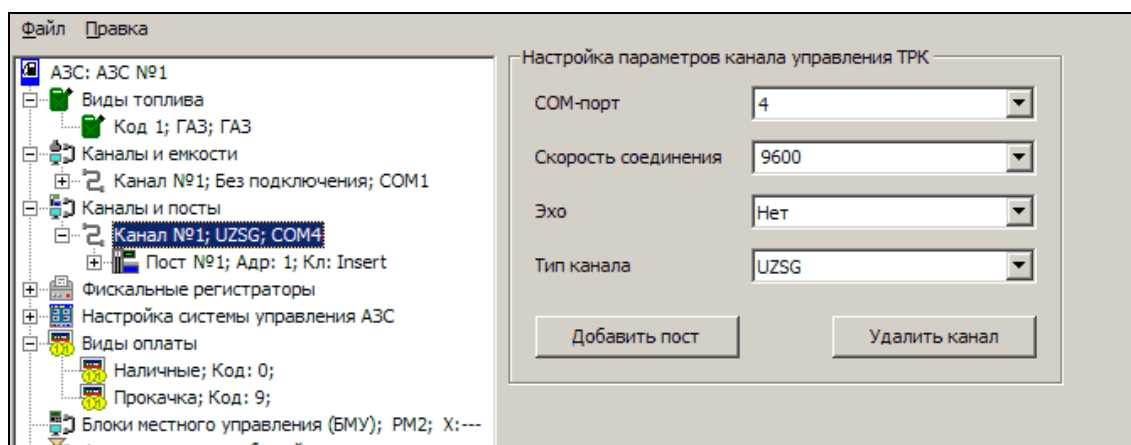 Файл Правка
АЗС: АЗС №1
Виды топлива
Код 1; ГАЗ; ГАЗ
Каналы и емкости
Канал №1; Без подключения; COM1
Каналы и посты
Канал №1; UZSG; COM4
Пост №1; Адр: 1; Кл: Insert
Фискальные регистраторы
Настройка системы управления АЗС
Виды оплаты
Наличные; Код: 0;
Прокачка; Код: 9;
Блоки местного управления (БМУ); РМ2; X:---
Настройка параметров канала управления ТРК
COM-порт 4
Скорость соединения 9600
Эхо Нет
Тип канала UZSG
Добавить пост Удалить канал